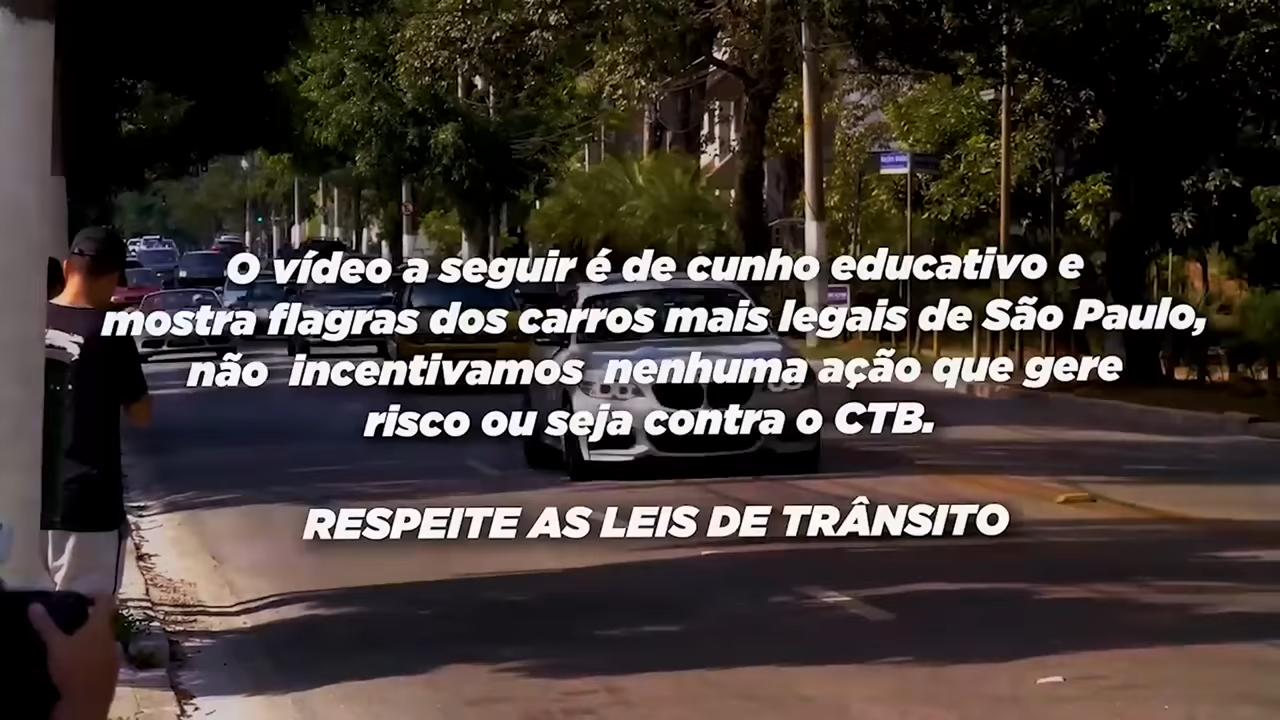 O vídeo a seguir é de cunho educativo e
mostra flagras dos carros mais legais de São Paulo,
não incentivamos nenhuma ação que gere
risco ou seja contra o CTB.
RESPEITE AS LEIS DE TRÂNSITO